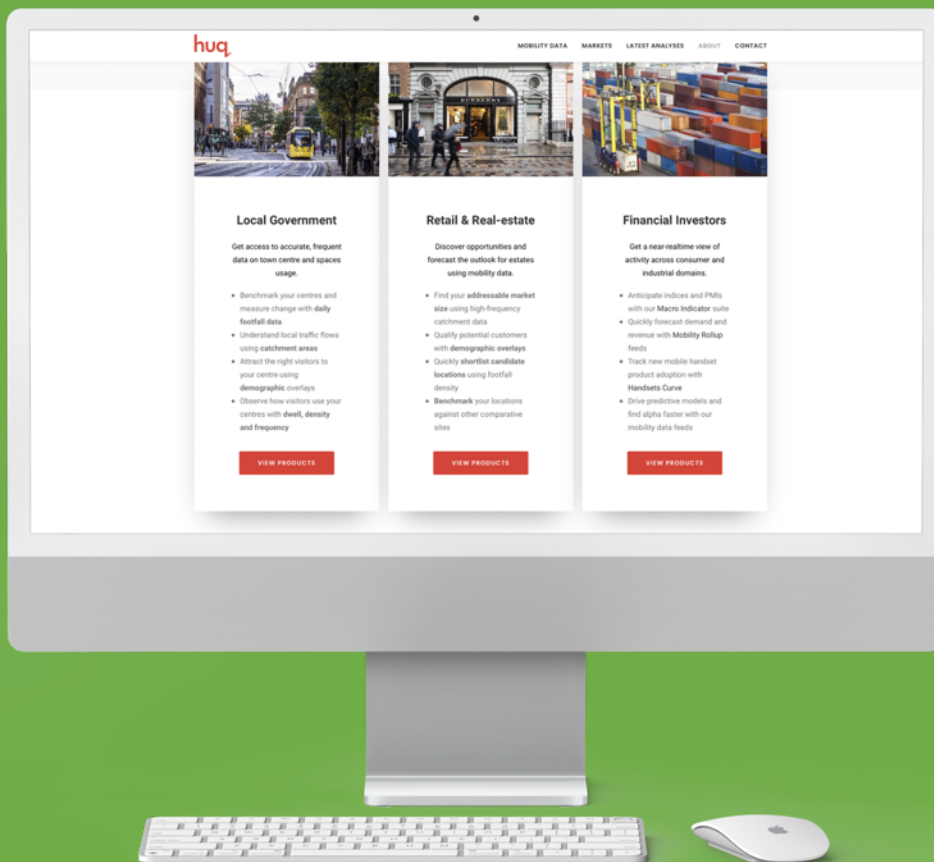 huq
MOBILITY DATA MARKETS LATEST ANALYSES ABOUT CONTACT
BURBERRY
Local Government
Get access to accurate, frequent
data on town centre and spaces
usage.
Benchmark your centres and
measure change with daily
footfall data
Understand local traffic flows
using catchment areas
Attract the right visitors to
your centre using
demographic overlays
Observe how visitors use your
centres with dwell, density
and frequency
VIEW PRODUCTS
Retail & Real-estate
Discover opportunities and
forecast the outlook for estates
using mobility data.
Find your addressable market
size using high-frequency
catchment data
Qualify potential customers
with demographic overlays
Quickly shortlist candidate
locations using footfall
density
Benchmark your locations
against other comparative
sites
VIEW PRODUCTS
Financial Investors
Get a near-realtime view of
activity across consumer and
industrial domains.
Anticipate indices and PMIs
with our Macro Indicator suite
Quickly forecast demand and
revenue with Mobility Rollup
feeds
Track new mobile handset
product adoption with
Handsets Curve
Drive predictive models and
find alpha faster with our
mobility data feeds
VIEW PRODUCTS